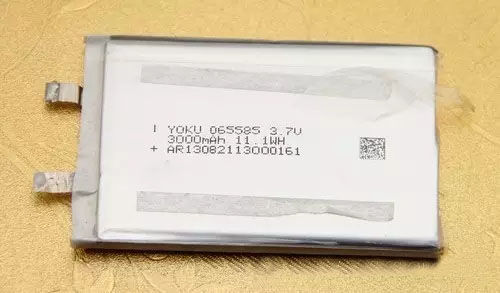 I YOKU 065585 3.7V
3000mAh 11.1WH
+ AR13082113000161